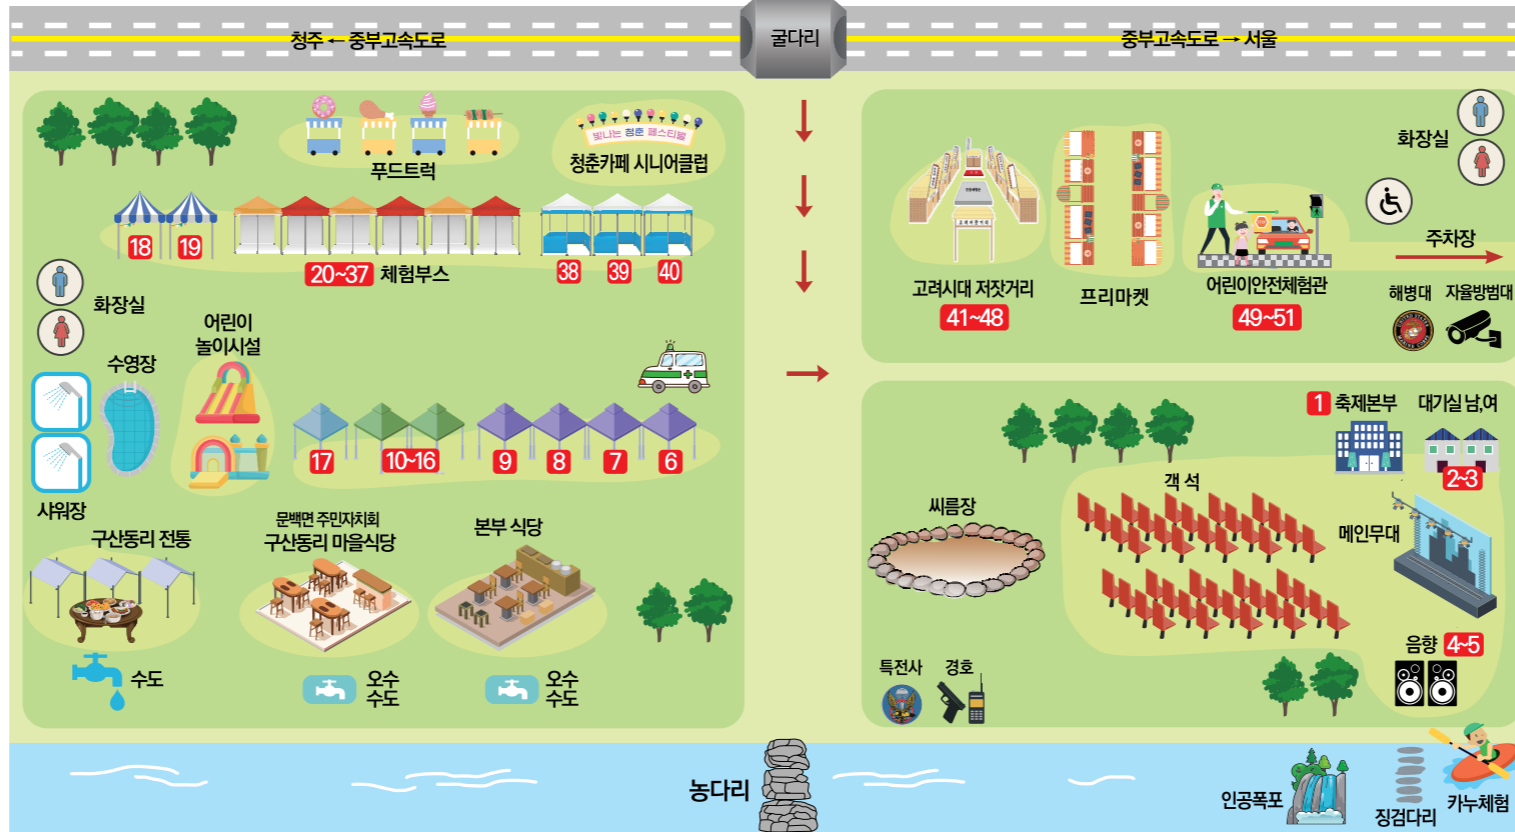 청주 ← 중부고속도로
굴다리
중부고속도로 → 서울
푸드트럭
빛나는 청춘 페스티벌
청춘카페 시니어클럽
18
19
20~37 체험부스
38
39
40
화장실
어린이
놀이시설
수영장
샤워장
17
10~16
9
8
7
6
구산동리 전통
수도
문백면 주민자치회
구산동리 마을식당
오수
수도
본부 식당
오수
수도
고려시대 저잣거리
41~48
프리마켓
어린이안전체험관
49~51
화장실
주차장
해병대
자율방범대
1 축제본부
대기실 남,여
2~3
객 석
씨름장
메인무대
음향 4~5
특전사
경호
농다리
인공폭포
징검다리
카누체험